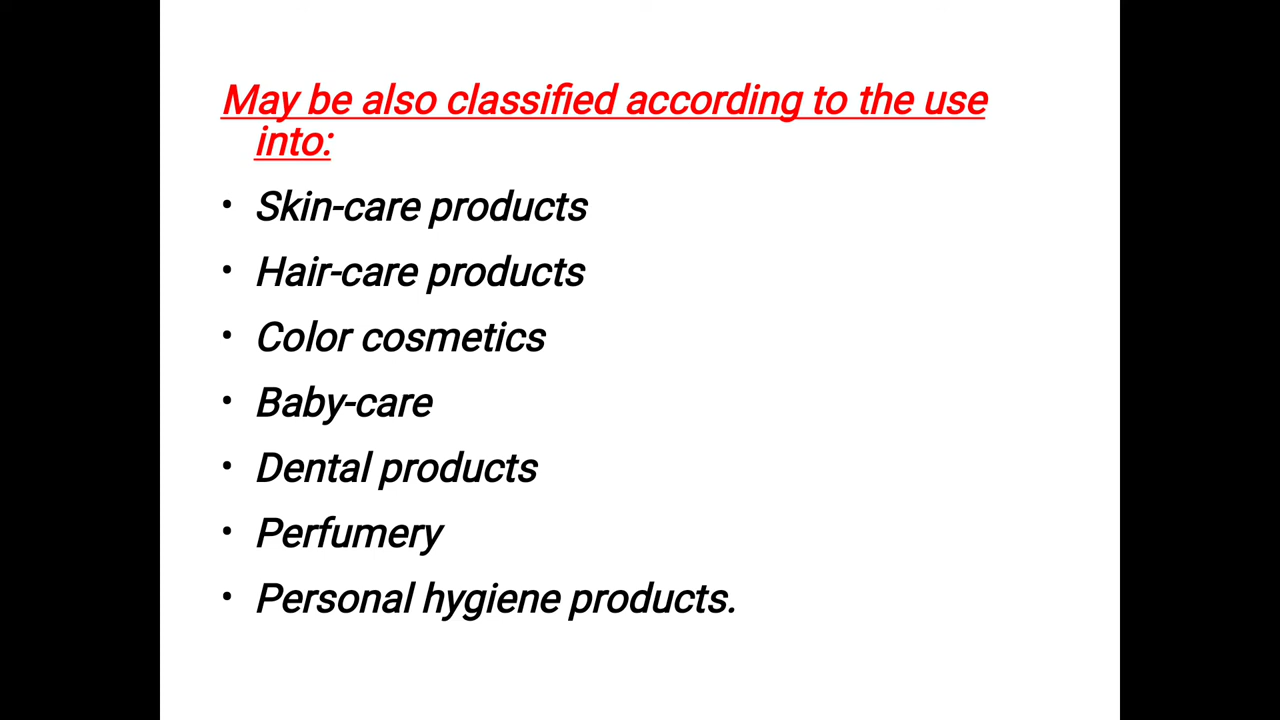 May be also classified according to the use
into:
• Skin-care products
• Hair-care products
• Color cosmetics
• Baby-care
• Dental products
• Perfumery
• Personal hygiene products.